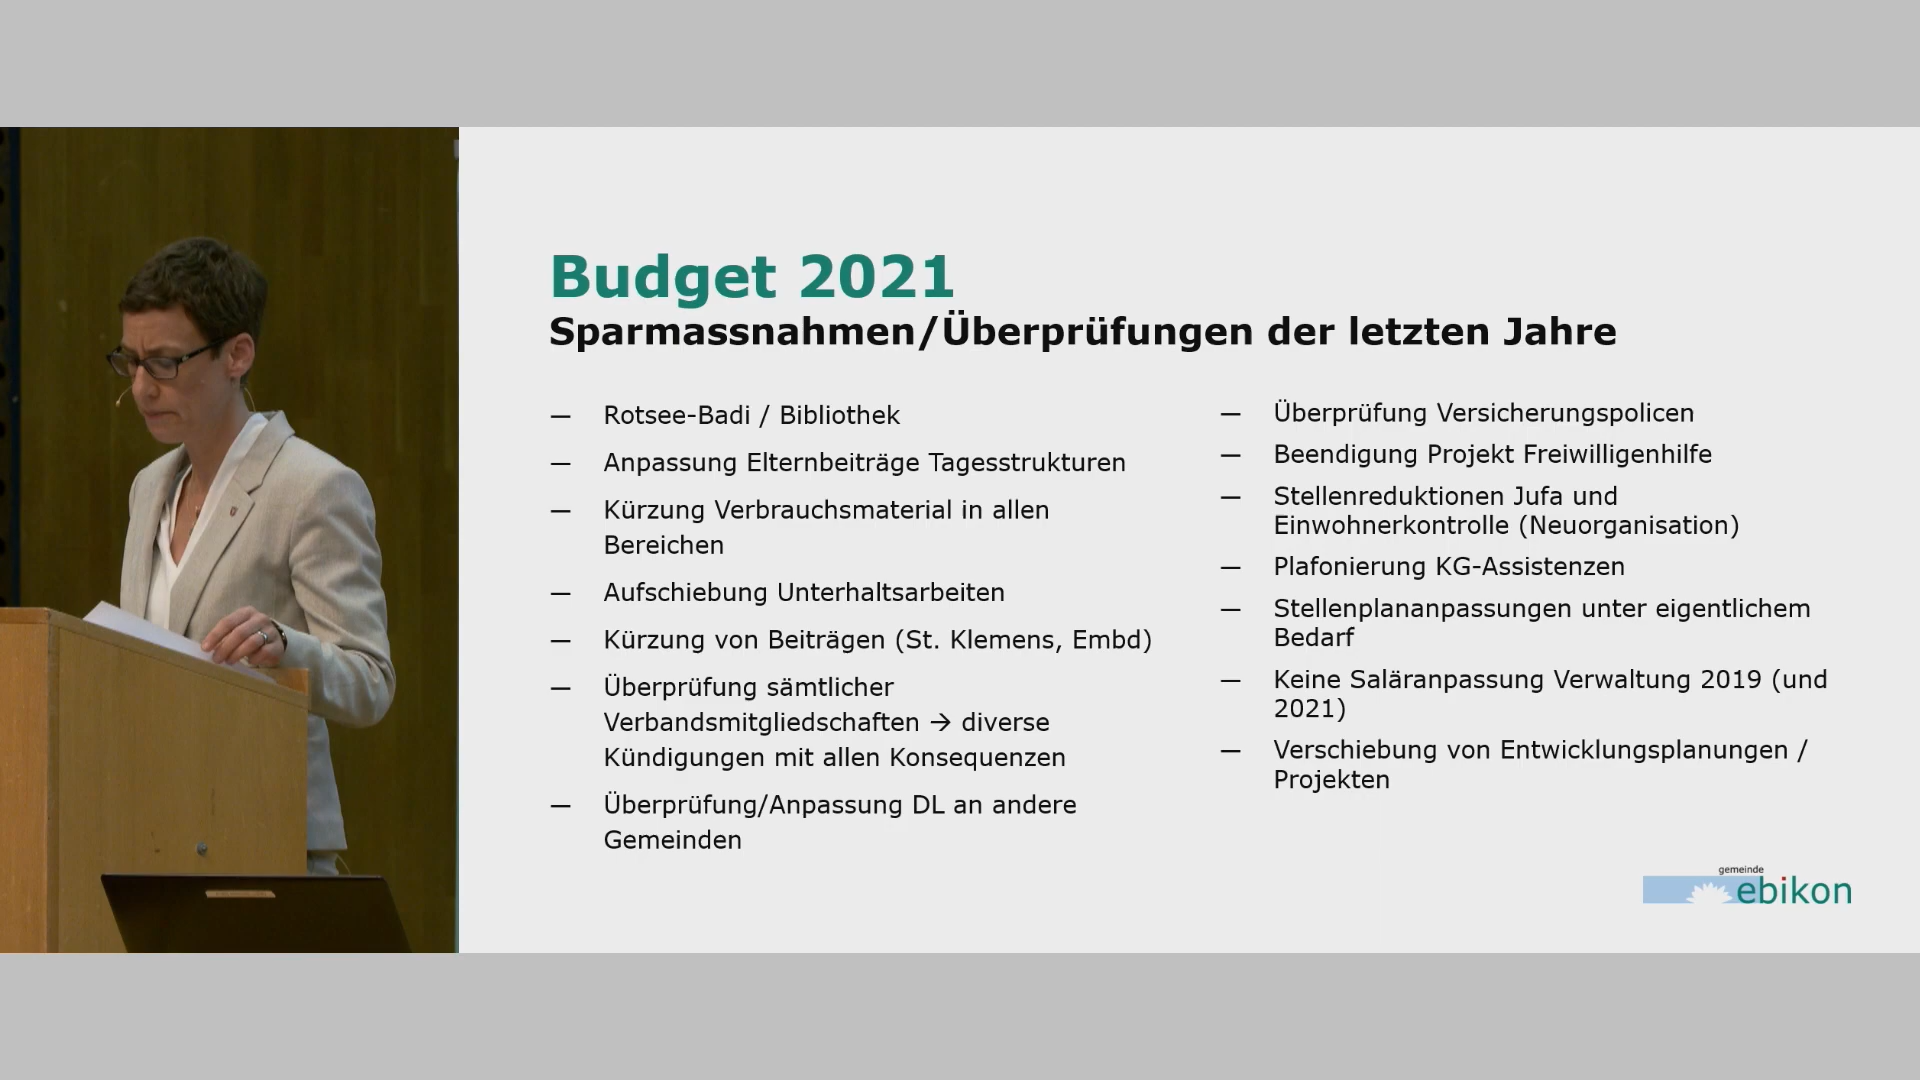 Budget 2021
Sparmassnahmen/Überprüfungen der letzten Jahre
— Rotsee-Badi / Bibliothek
— Anpassung Elternbeiträge Tagesstrukturen
— Kürzung Verbrauchsmaterial in allen
Bereichen
— Aufschiebung Unterhaltsarbeiten
— Kürzung von Beiträgen (St. Klemens, Embd)
— Überprüfung sämtlicher
Verbandsmitgliedschaften → diverse
Kündigungen mit allen Konsequenzen
— Überprüfung/Anpassung DL an andere
Gemeinden
— Überprüfung Versicherungspolicen
— Beendigung Projekt Freiwilligenhilfe
— Stellenreduktionen Jufa und
Einwohnerkontrolle (Neuorganisation)
— Plafonierung KG-Assistenzen
— Stellenplananpassungen unter eigentlichem
Bedarf
— Keine Saläranpassung Verwaltung 2019 (und
2021)
— Verschiebung von Entwicklungsplanungen /
Projekten
gemeinde
ebikon